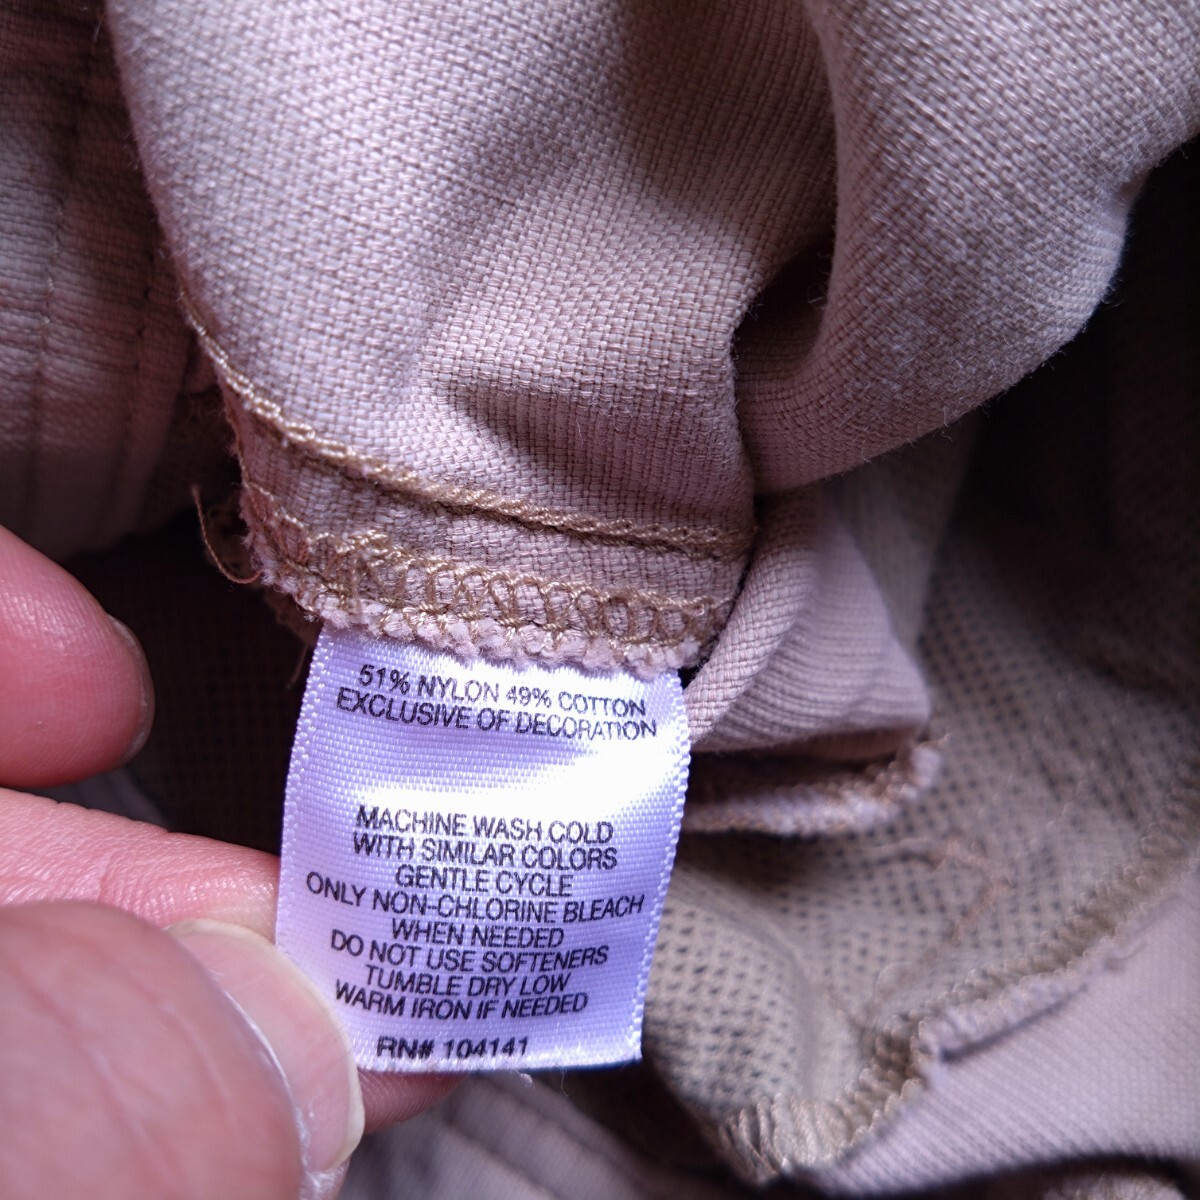 51% NYLON 49% COTTON
EXCLUSIVE OF DECORATION
MACHINE WASH COLD
WITH SIMILAR COLORS
GENTLE CYCLE
ONLY NON-CHLORINE BLEACH
WHEN NEEDED
DO NOT USE SOFTENERS
TUMBLE DRY LOW
WARM IRON IF NEEDED
RN# 104141